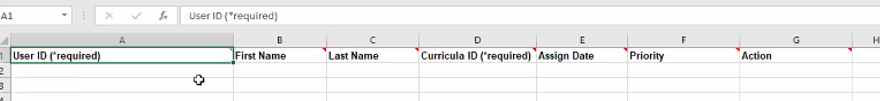 A1 fx User ID (*required)
A B C D E F G H
1 User ID (*required) First Name Last Name Curricula ID (*required) Assign Date Priority Action
2
3